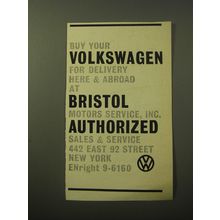 BUY YOUR
VOLKSWAGEN
FOR DELIVERY
HERE & ABROAD
AT
BRISTOL
MOTORS SERVICE, INC.
AUTHORIZED
SALES & SERVICE
442 EAST 92 STREET
NEW YORK
ENright 9-6160
VW